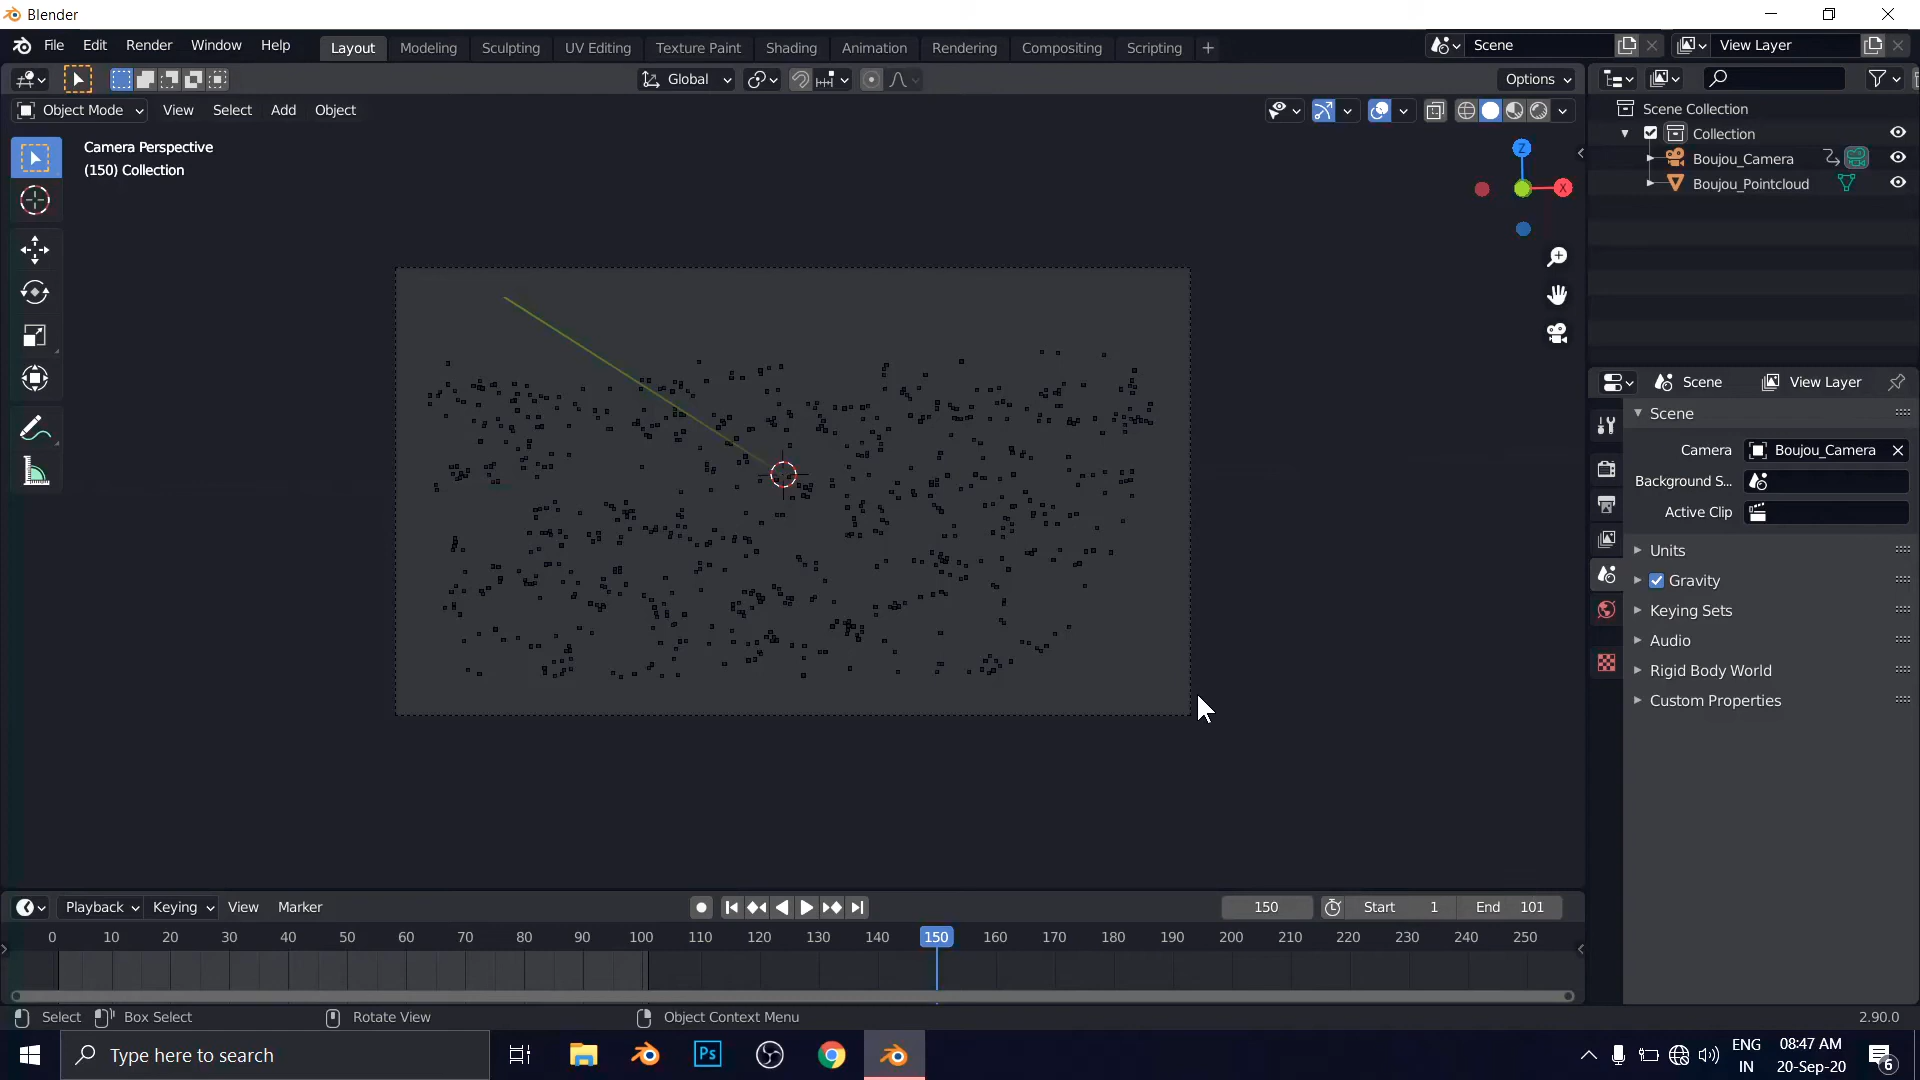 Blender
File Edit Render Window Help Layout Modeling Sculpting UV Editing Texture Paint Shading Animation Rendering Compositing Scripting + Scene View Layer
Global Options
Object Mode View Select Add Object
Camera Perspective
(150) Collection
Z
X
Scene Collection
Collection
Boujou_Camera
Boujou_Pointcloud
Scene View Layer
Scene
Camera Boujou_Camera
Background S...
Active Clip
Units
Gravity
Keying Sets
Audio
Rigid Body World
Custom Properties
Playback Keying View Marker 150 Start 1 End 101
0 10 20 30 40 50 60 70 80 90 100 110 120 130 140 150 160 170 180 190 200 210 220 230 240 250
Select Box Select Rotate View Object Context Menu 2.90.0
Type here to search
Ps
ENG
IN
08:47 AM
20-Sep-20
6